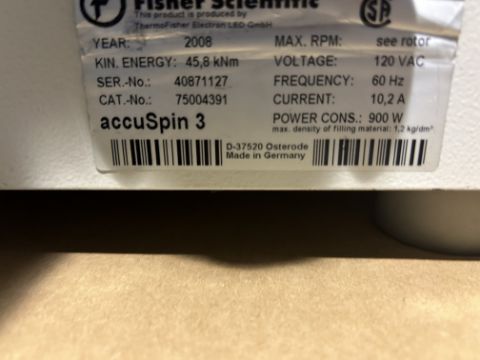 Fisher Scientific
This product is produced by
ThermoFisher Electron LED GmbH
YEAR: 2008 MAX. RPM: see rotor
KIN. ENERGY: 45,8 kNm VOLTAGE: 120 VAC
SER.-No.: 40871127 FREQUENCY: 60 Hz
CAT.-No.: 75004391 CURRENT: 10,2 A
accuSpin 3 POWER CONS.: 900 W
max. density of filling material: 1,2 kg/dm³
D-37520 Osterode
Made in Germany